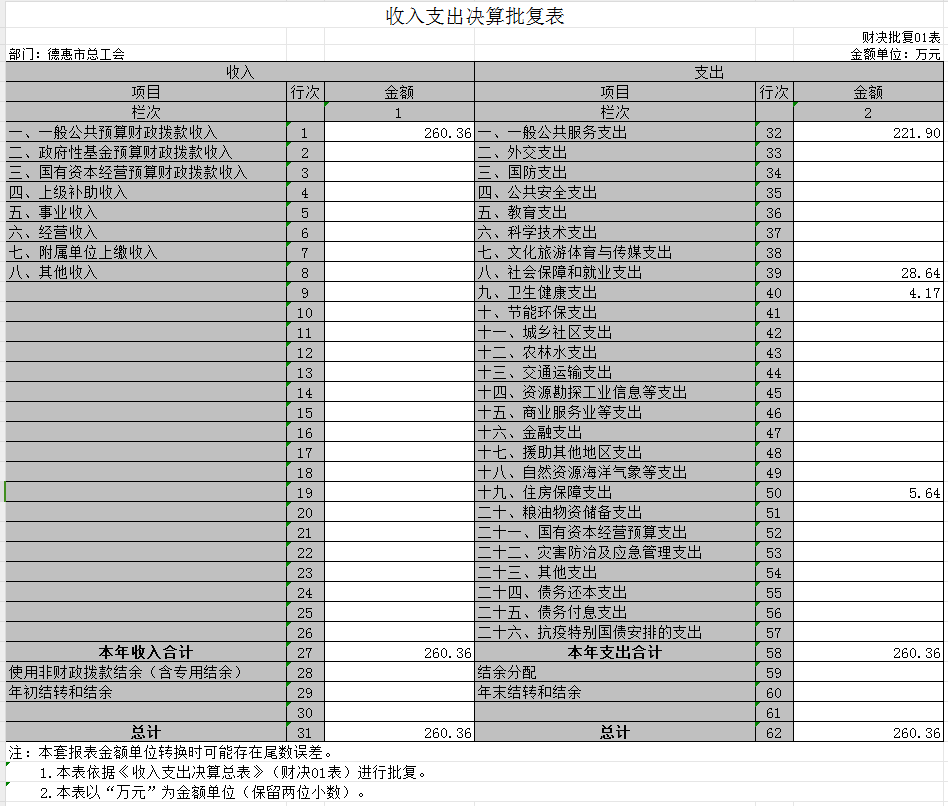 收入支出决算批复表
财决批复01表
部门：德惠市总工会 金额单位：万元
收入 支出
项目 行次 金额 项目 行次 金额
栏次 1 栏次 2
一、一般公共预算财政拨款收入 1 260.36 一、一般公共服务支出 32 221.90
二、政府性基金预算财政拨款收入 2 二、外交支出 33
三、国有资本经营预算财政拨款收入 3 三、国防支出 34
四、上级补助收入 4 四、公共安全支出 35
五、事业收入 5 五、教育支出 36
六、经营收入 6 六、科学技术支出 37
七、附属单位上缴收入 7 七、文化旅游体育与传媒支出 38
八、其他收入 8 八、社会保障和就业支出 39 28.64
9 九、卫生健康支出 40 4.17
10 十、节能环保支出 41
11 十一、城乡社区支出 42
12 十二、农林水支出 43
13 十三、交通运输支出 44
14 十四、资源勘探工业信息等支出 45
15 十五、商业服务业等支出 46
16 十六、金融支出 47
17 十七、援助其他地区支出 48
18 十八、自然资源海洋气象等支出 49
19 十九、住房保障支出 50 5.64
20 二十、粮油物资储备支出 51
21 二十一、国有资本经营预算支出 52
22 二十二、灾害防治及应急管理支出 53
23 二十三、其他支出 54
24 二十四、债务还本支出 55
25 二十五、债务付息支出 56
26 二十六、抗疫特别国债安排的支出 57
本年收入合计 27 260.36 本年支出合计 58 260.36
使用非财政拨款结余（含专用结余） 28 结余分配 59
年初结转和结余 29 年末结转和结余 60
30 61
总计 31 260.36 总计 62 260.36
注：本套报表金额单位转换时可能存在尾数误差。
1.本表依据《收入支出决算总表》（财决01表）进行批复。
2.本表以“万元”为金额单位（保留两位小数）。